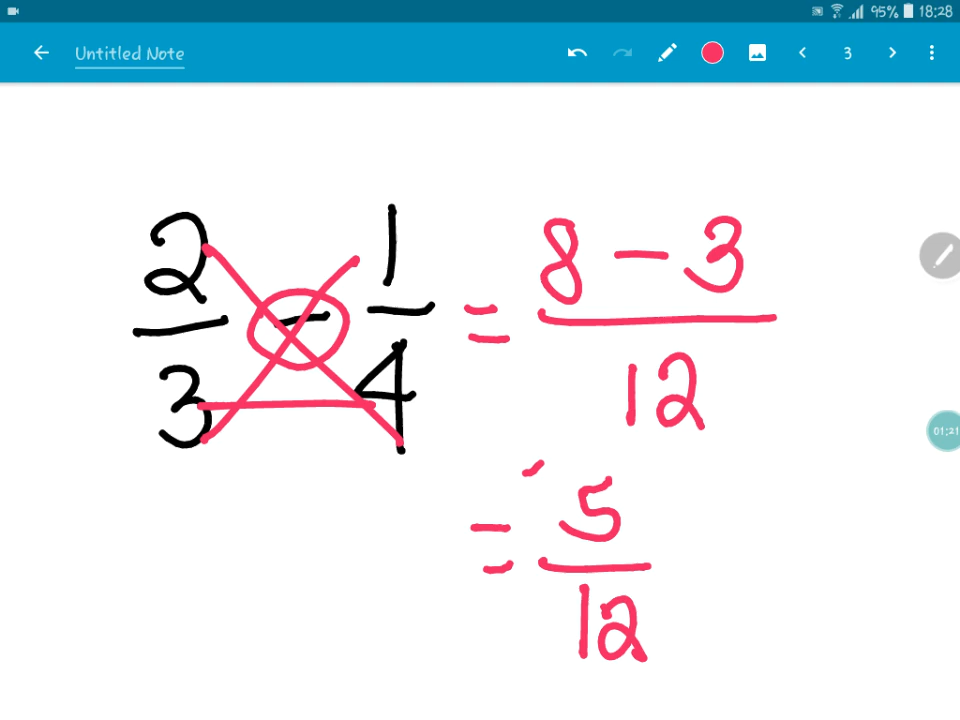 95% 18:28
Untitled Note 3
2/3 - 1/4 = 8 - 3/12
01:21
= 5/12